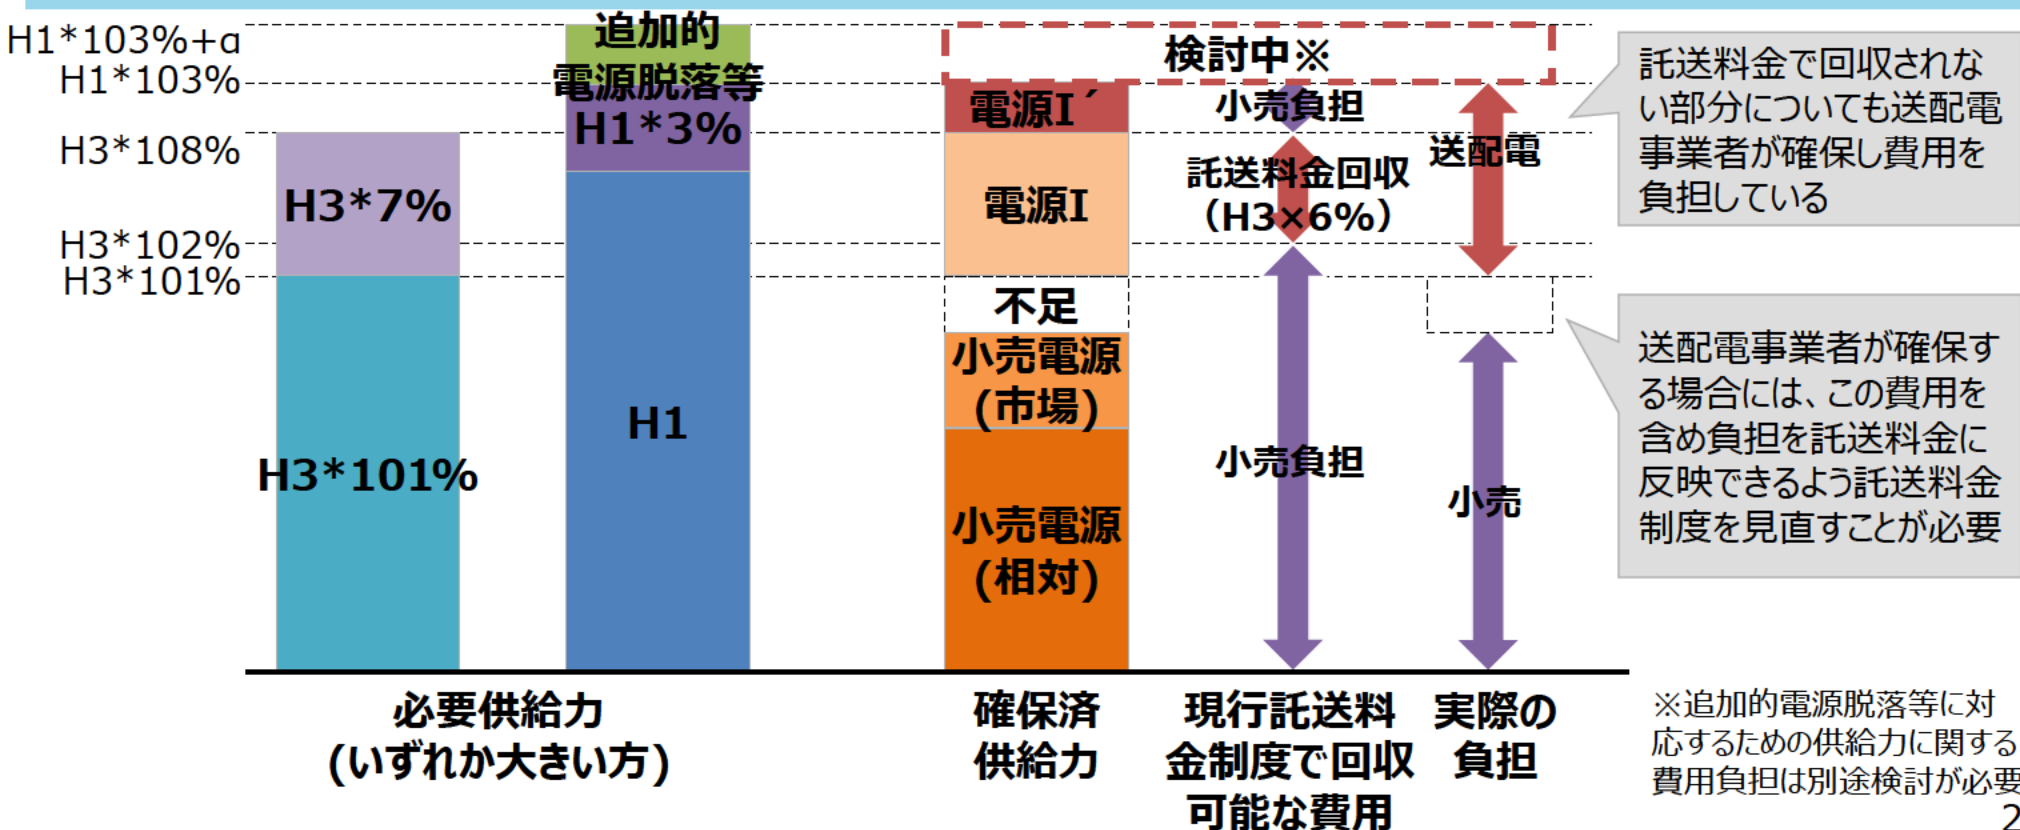 H1*103%+α
H1*103%
H3*108%
H3*102%
H3*101%
H3*7%
H3*101%
追加的
電源脱落等
H1*3%
H1
電源I´
電源I
不足
小売電源
(市場)
小売電源
(相対)
検討中※
小売負担
託送料金回収
（H3×6%）
小売負担
送配電
小売
託送料金で回収されな
い部分についても送配電
事業者が確保し費用を
負担している
送配電事業者が確保す
る場合には、この費用を
含め負担を託送料金に
反映できるよう託送料金
制度を見直すことが必要
必要供給力
(いずれか大きい方)
確保済
供給力
現行託送料
金制度で回収
可能な費用
実際の
負担
※追加的電源脱落等に対
応するための供給力に関する
費用負担は別途検討が必要
2